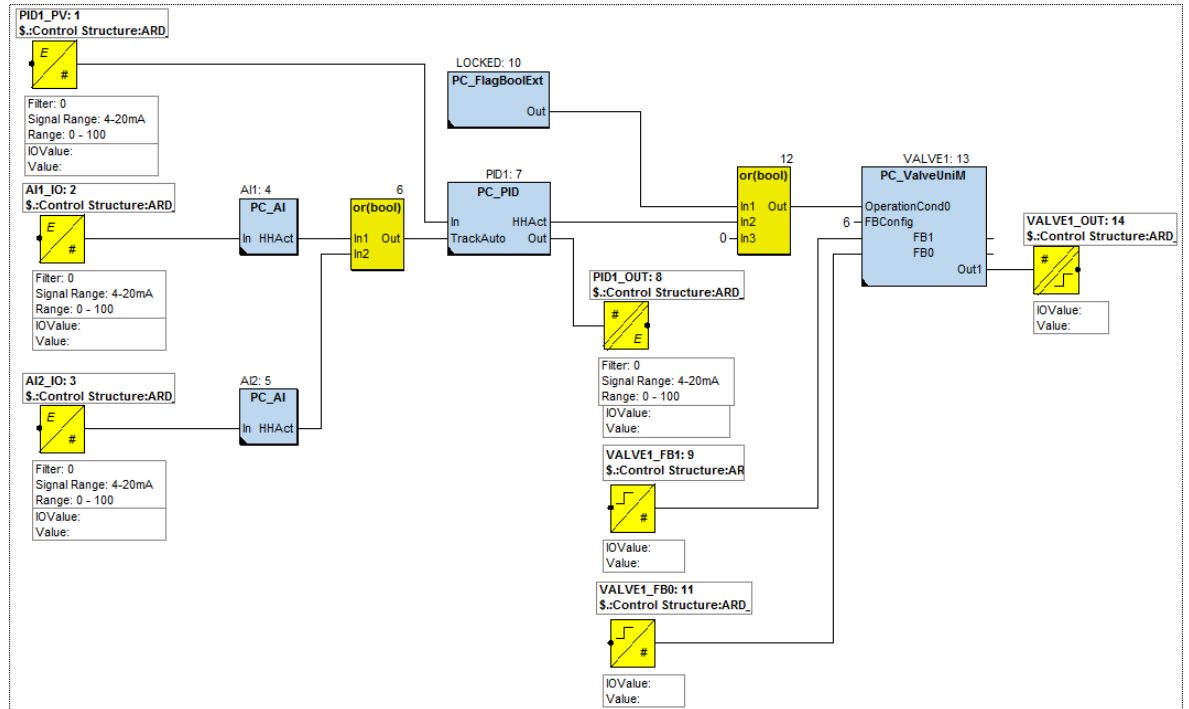 PID1_PV: 1
$.:Control Structure:ARD_
E
#
Filter: 0
Signal Range: 4-20mA
Range: 0 - 100
IOValue:
Value:
AI1_IO: 2
$.:Control Structure:ARD_
E
#
Filter: 0
Signal Range: 4-20mA
Range: 0 - 100
IOValue:
Value:
AI2_IO: 3
$.:Control Structure:ARD_
E
#
Filter: 0
Signal Range: 4-20mA
Range: 0 - 100
IOValue:
Value:
AI1: 4
PC_AI
In HHAct
AI2: 5
PC_AI
In HHAct
6
or(bool)
In1 Out
In2
LOCKED: 10
PC_FlagBoolExt
Out
PID1: 7
PC_PID
In HHAct
TrackAuto Out
PID1_OUT: 8
$.:Control Structure:ARD_
#
E
Filter: 0
Signal Range: 4-20mA
Range: 0 - 100
IOValue:
Value:
VALVE1_FB1: 9
$.:Control Structure:AR
#
IOValue:
Value:
VALVE1_FB0: 11
$.:Control Structure:ARD_
#
IOValue:
Value:
12
or(bool)
In1 Out
In2
0 In3
VALVE1: 13
PC_ValveUniM
OperationCond0
6 FBConfig
FB1
FB0
Out1
VALVE1_OUT: 14
$.:Control Structure:ARD_
#
IOValue:
Value: